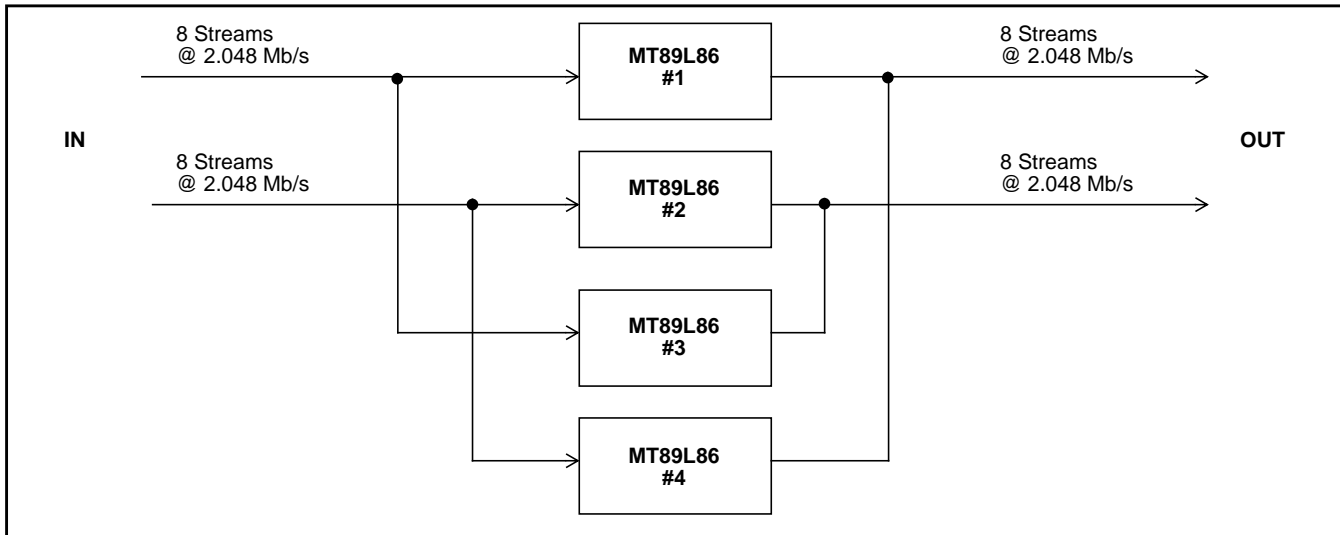 8 Streams
@ 2.048 Mb/s
MT89L86
#1
8 Streams
@ 2.048 Mb/s
IN
OUT
8 Streams
@ 2.048 Mb/s
MT89L86
#2
8 Streams
@ 2.048 Mb/s
MT89L86
#3
MT89L86
#4